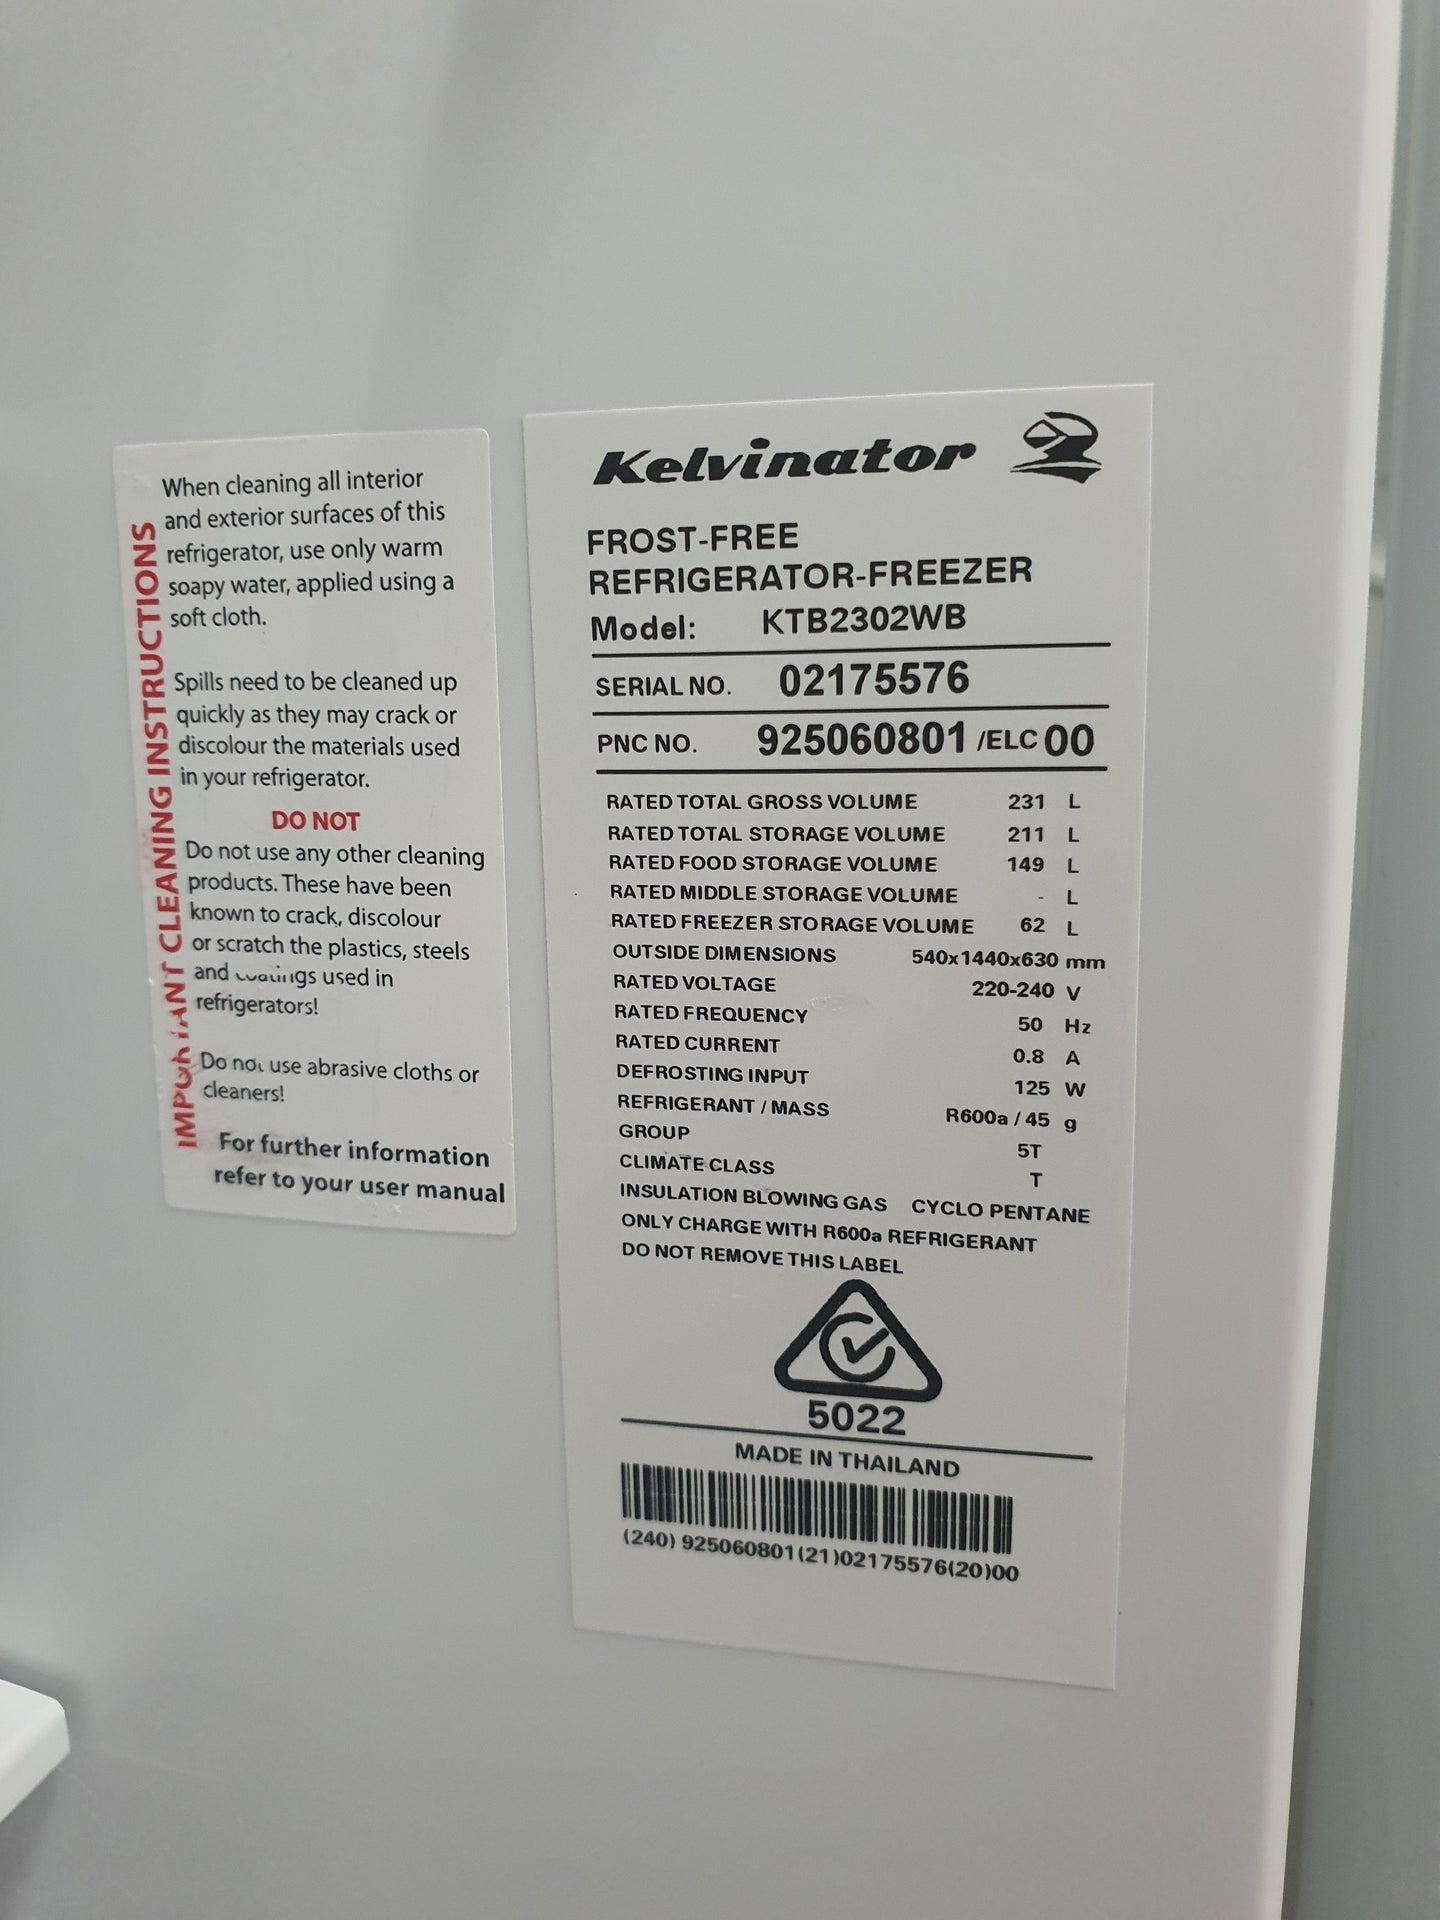 IMPORTANT CLEANING INSTRUCTIONS
When cleaning all interior
and exterior surfaces of this
refrigerator, use only warm
soapy water, applied using a
soft cloth.
Spills need to be cleaned up
quickly as they may crack or
discolour the materials used
in your refrigerator.
DO NOT
Do not use any other cleaning
products. These have been
known to crack, discolour
or scratch the plastics, steels
and coatings used in
refrigerators!
Do not use abrasive cloths or
cleaners!
For further information
refer to your user manual
Kelvinator
FROST-FREE
REFRIGERATOR-FREEZER
Model: KTB2302WB
SERIAL NO. 02175576
PNC NO. 925060801 /ELC 00
RATED TOTAL GROSS VOLUME 231 L
RATED TOTAL STORAGE VOLUME 211 L
RATED FOOD STORAGE VOLUME 149 L
RATED MIDDLE STORAGE VOLUME - L
RATED FREEZER STORAGE VOLUME 62 L
OUTSIDE DIMENSIONS 540x1440x630 mm
RATED VOLTAGE 220-240 V
RATED FREQUENCY 50 Hz
RATED CURRENT 0.8 A
DEFROSTING INPUT 125 W
REFRIGERANT / MASS R600a / 45 g
GROUP 5T
CLIMATE CLASS T
INSULATION BLOWING GAS CYCLO PENTANE
ONLY CHARGE WITH R600a REFRIGERANT
DO NOT REMOVE THIS LABEL
5022
MADE IN THAILAND
(240) 925060801(21)02175576(20)00